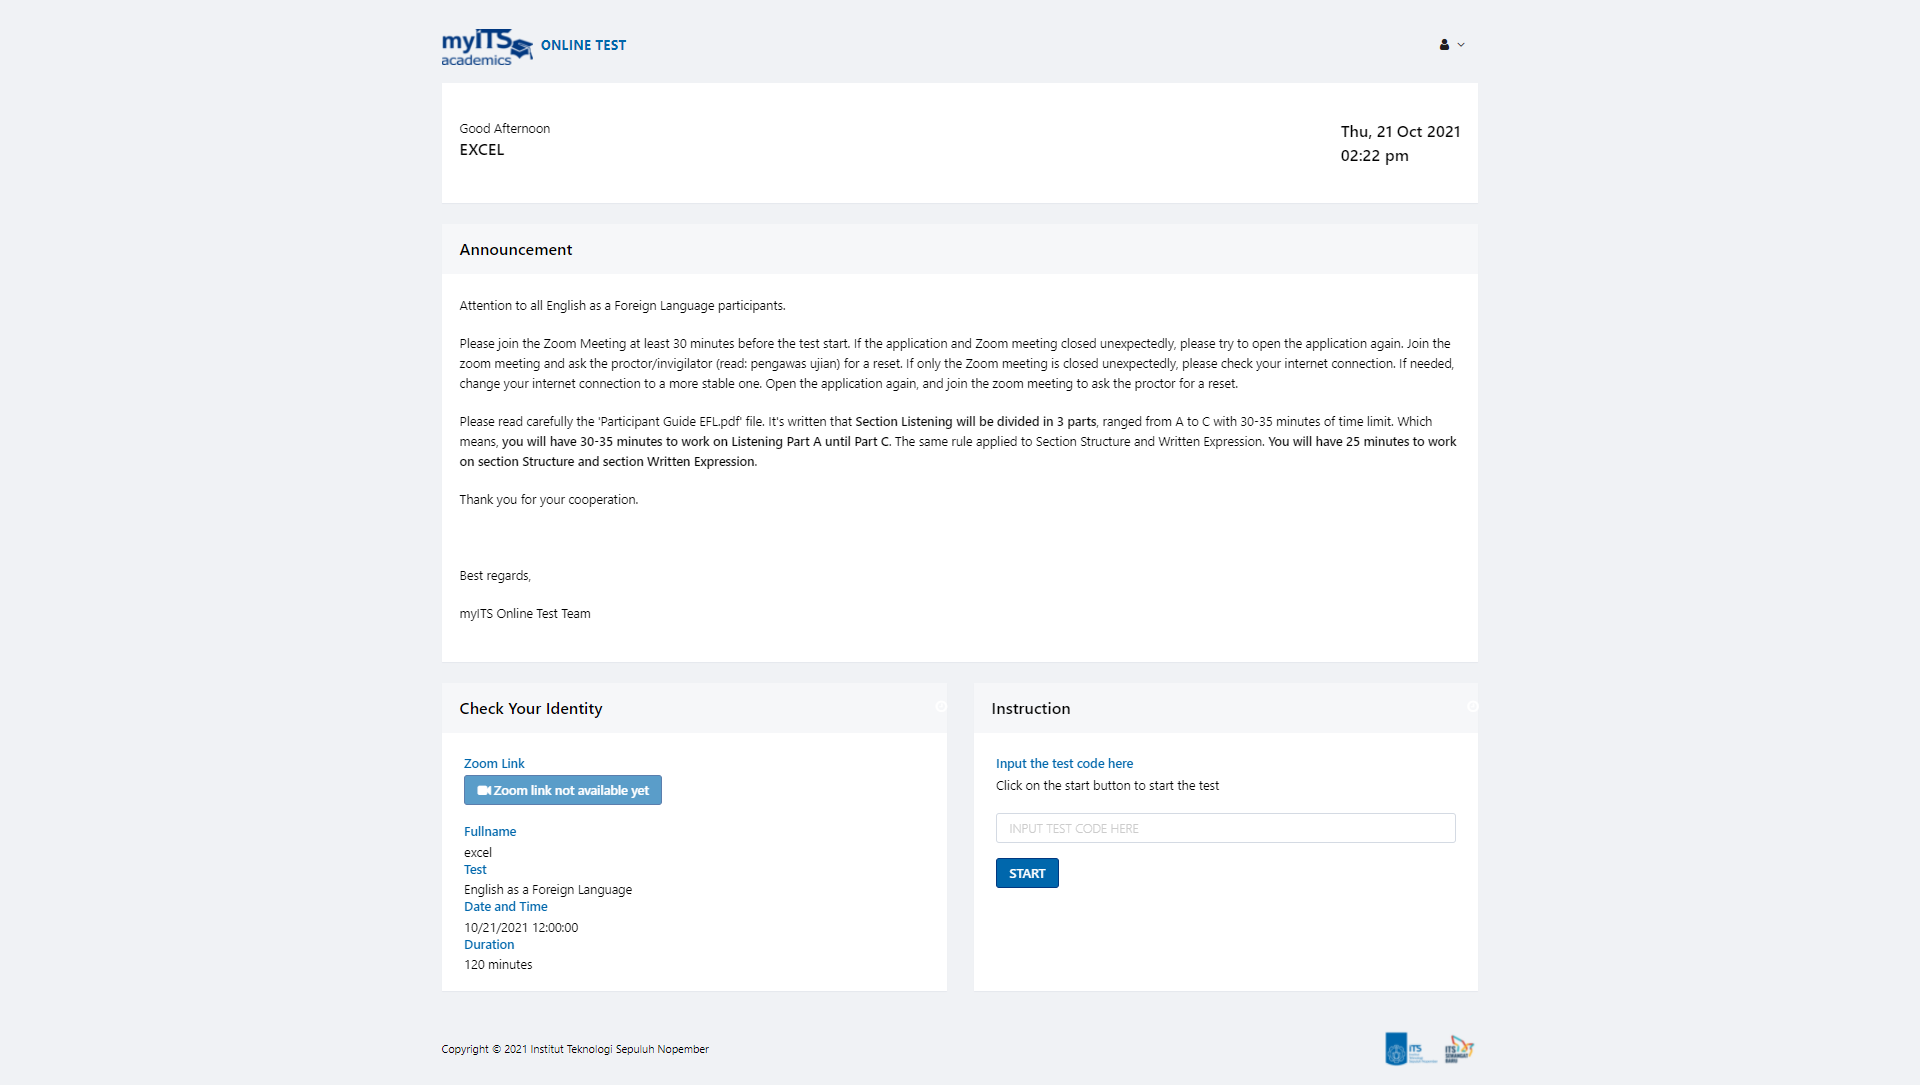 myITS academics ONLINE TEST
Good Afternoon
EXCEL
Thu, 21 Oct 2021
02:22 pm
Announcement
Attention to all English as a Foreign Language participants.
Please join the Zoom Meeting at least 30 minutes before the test start. If the application and Zoom meeting closed unexpectedly, please try to open the application again. Join the
zoom meeting and ask the proctor/invigilator (read: pengawas ujian) for a reset. If only the Zoom meeting is closed unexpectedly, please check your internet connection. If needed,
change your internet connection to a more stable one. Open the application again, and join the zoom meeting to ask the proctor for a reset.
Please read carefully the 'Participant Guide EFL.pdf' file. It's written that Section Listening will be divided in 3 parts, ranged from A to C with 30-35 minutes of time limit. Which
means, you will have 30-35 minutes to work on Listening Part A until Part C. The same rule applied to Section Structure and Written Expression. You will have 25 minutes to work
on section Structure and section Written Expression.
Thank you for your cooperation.
Best regards,
myITS Online Test Team
Check Your Identity
Zoom Link
Zoom link not available yet
Fullname
excel
Test
English as a Foreign Language
Date and Time
10/21/2021 12:00:00
Duration
120 minutes
Instruction
Input the test code here
Click on the start button to start the test
INPUT TEST CODE HERE
START
Copyright © 2021 Institut Teknologi Sepuluh Nopember
ITS
ITS
SEMANGAT
BARU